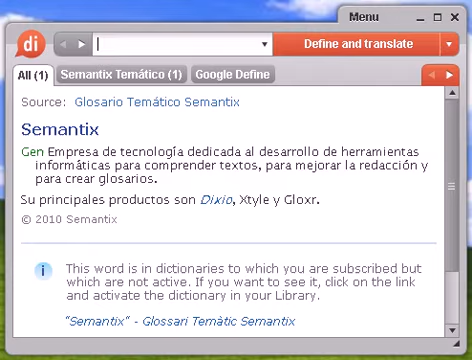 Menu
di
Define and translate
All (1)
Semantix Temático (1)
Google Define
Source: Glosario Temático Semantix
Semantix
Gen Empresa de tecnología dedicada al desarrollo de herramientas
informáticas para comprender textos, para mejorar la redacción y
para crear glosarios.
Su principales productos son Dixio, Xtyle y Gloxr.
© 2010 Semantix
i
This word is in dictionaries to which you are subscribed but
which are not active. If you want to see it, click on the link
and activate the dictionary in your Library.
"Semantix" - Glossari Temàtic Semantix